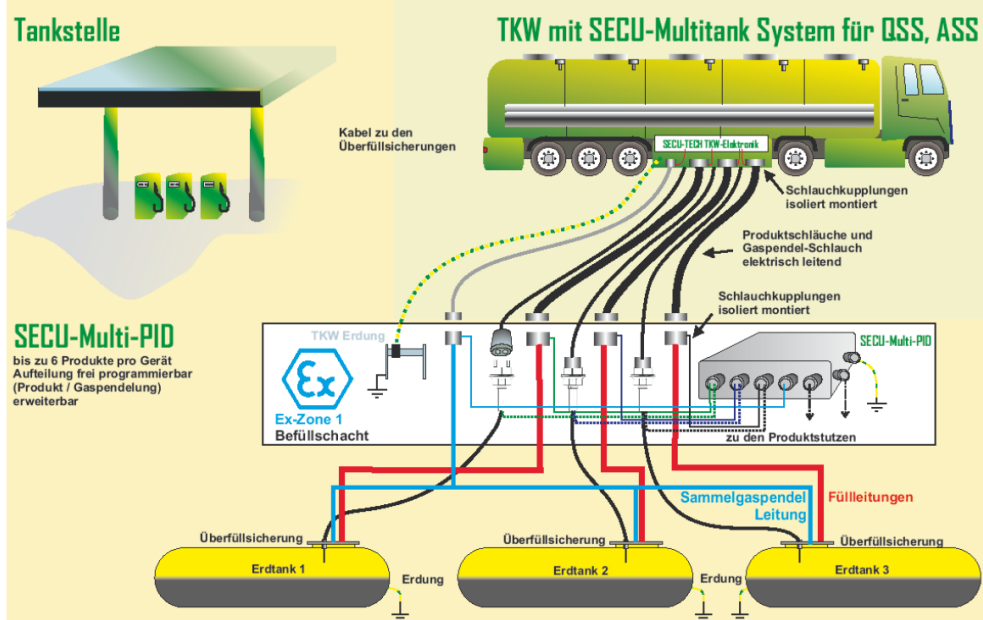 Tankstelle
TKW mit SECU-Multitank System für QSS, ASS
Kabel zu den
Überfüllsicherungen
SECU-TECH TKW-Elektronik
Schlauchkupplungen
isoliert montiert
Produktschläuche und
Gaspendel-Schlauch
elektrisch leitend
Schlauchkupplungen
isoliert montiert
SECU-Multi-PID
bis zu 6 Produkte pro Gerät
Aufteilung frei programmierbar
(Produkt / Gaspendelung)
erweiterbar
TKW Erdung
SECU-Multi-PID
Ex
Ex-Zone 1
Befüllschacht
zu den Produktstutzen
Sammelgaspendel
Leitung
Füllleitungen
Überfüllsicherung
Überfüllsicherung
Überfüllsicherung
Erdtank 1
Erdung
Erdtank 2
Erdung
Erdtank 3